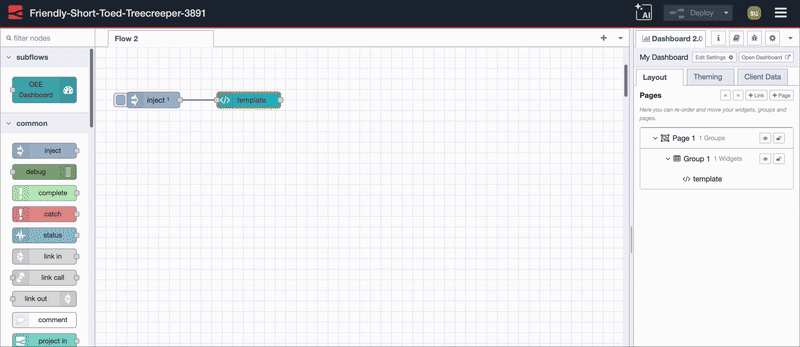 Friendly-Short-Toed-Treecreeper-3891
AI
Deploy
filter nodes
Flow 2
Dashboard 2.0
subflows
OEE
Dashboard
common
inject
debug
complete
catch
status
link in
link call
link out
comment
project in
inject ¹
template
My Dashboard
Edit Settings
Open Dashboard
Layout
Theming
Client Data
Pages
+ Link
+ Page
Here you can re-order and move your widgets, groups and
pages.
Page 1 1 Groups
Group 1 1 Widgets
template